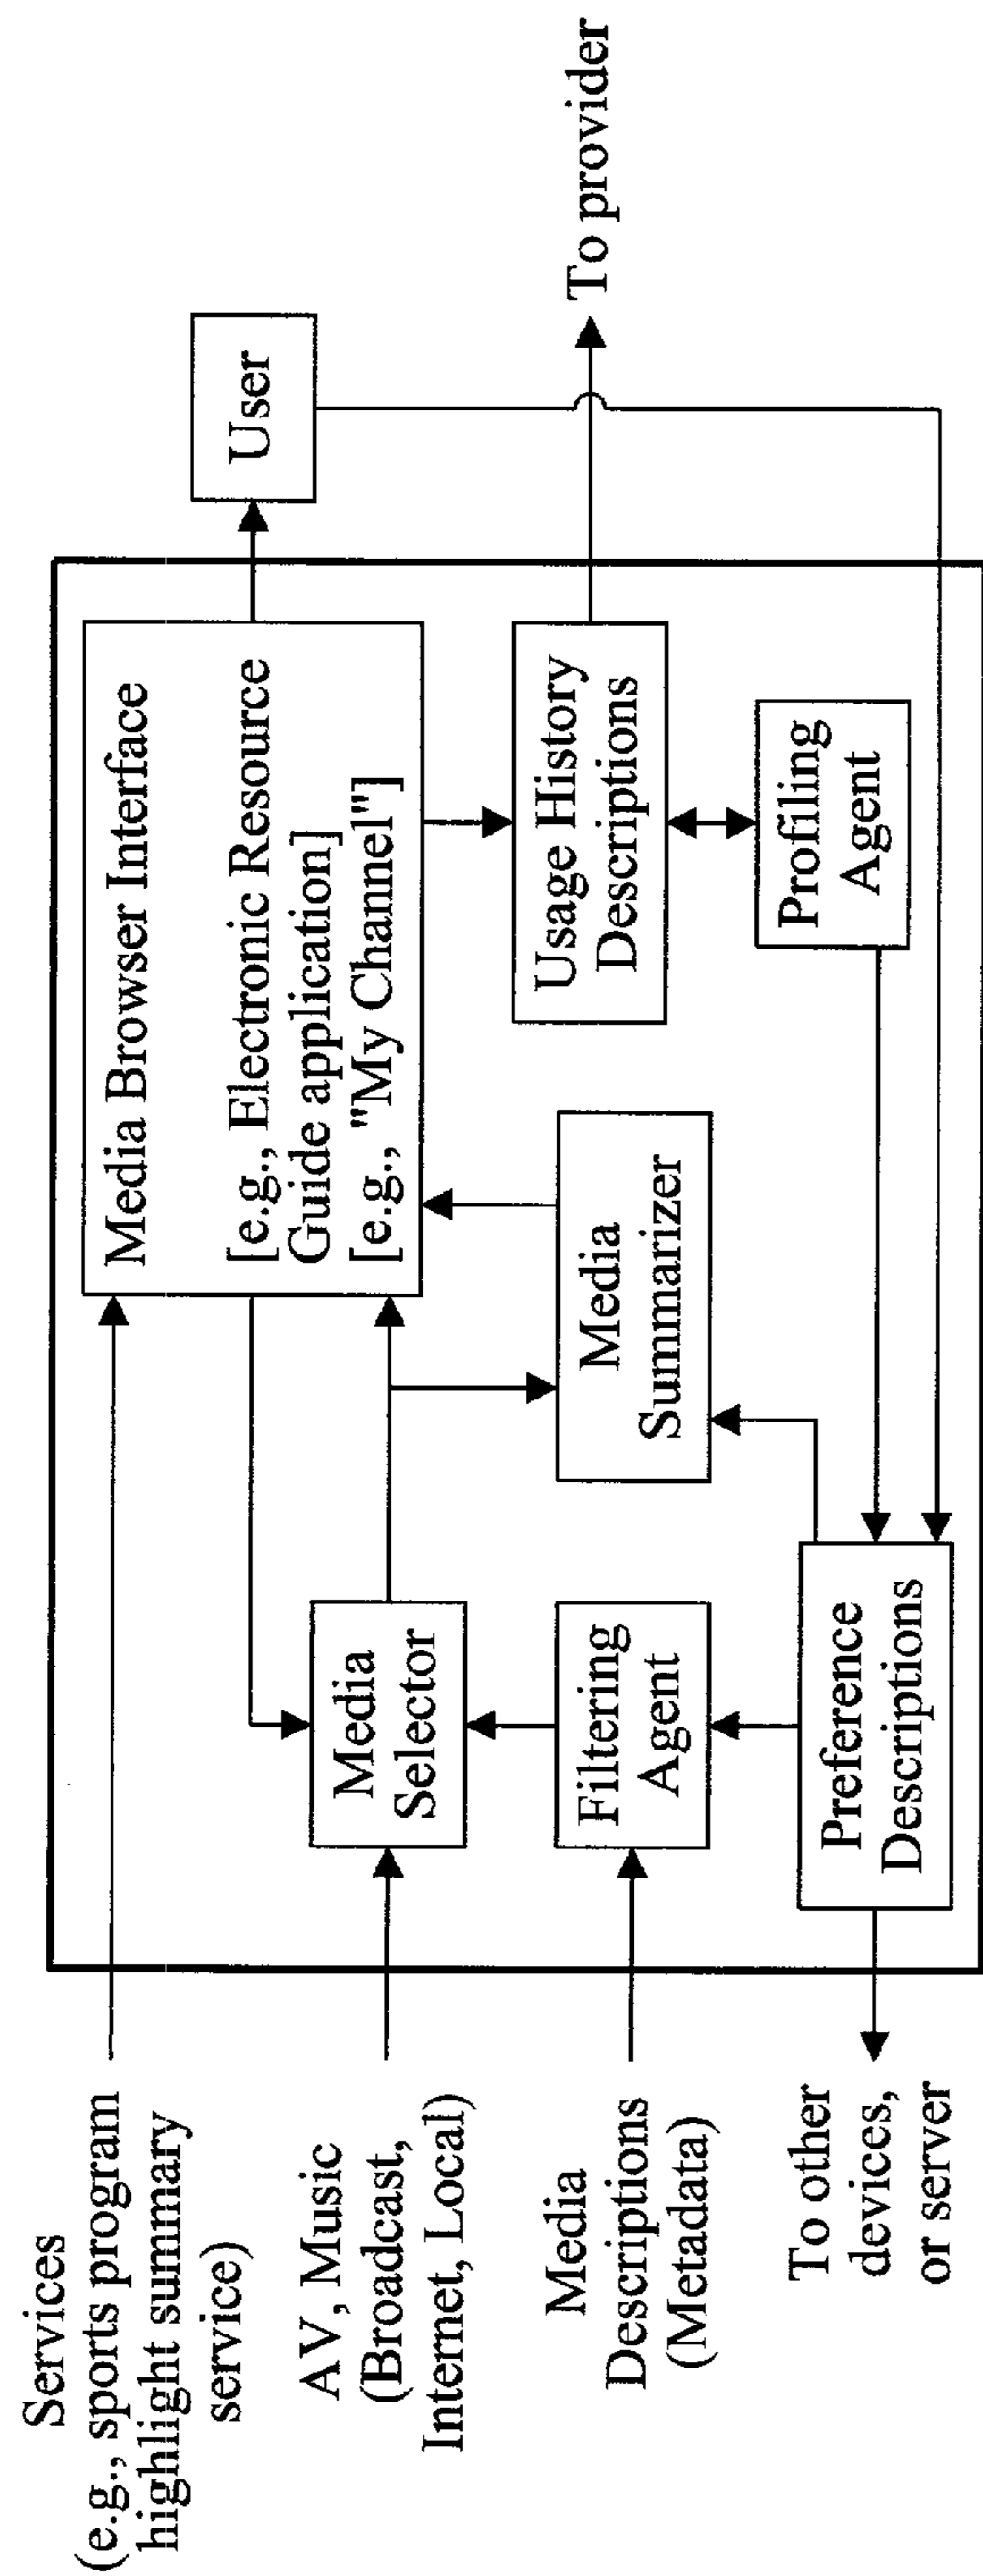 Services
(e.g., sports program
highlight summary
service)
AV, Music
(Broadcast,
Internet, Local)
Media
Descriptions
(Metadata)
To other
devices,
or server
Media
Selector
Filtering
Agent
Preference
Descriptions
Media
Summarizer
Media Browser Interface
[e.g., Electronic Resource
Guide application]
[e.g., "My Channel"]
Usage History
Descriptions
Profiling
Agent
User
To provider